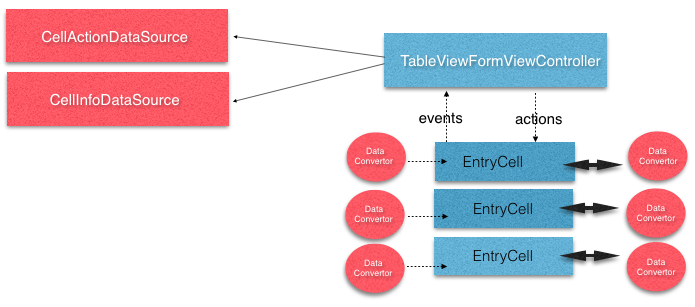 CellActionDataSource
TableViewFormViewController
CellInfoDataSource
events
actions
Data
Convertor
EntryCell
Data
Convertor
Data
Convertor
EntryCell
Data
Convertor
Data
Convertor
EntryCell
Data
Convertor